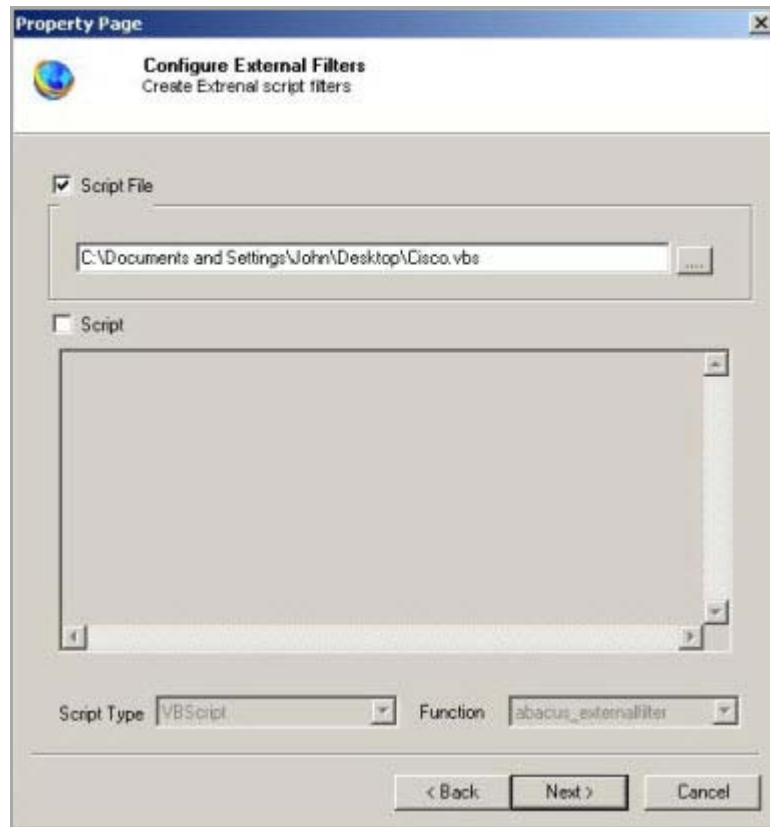 Property Page
Configure External Filters
Create Extrenal script filters
Script File
C:\Documents and Settings\John\Desktop\Cisco.vbs
....
Script
Script Type VBScript Function abacus_externalfilter
< Back Next > Cancel